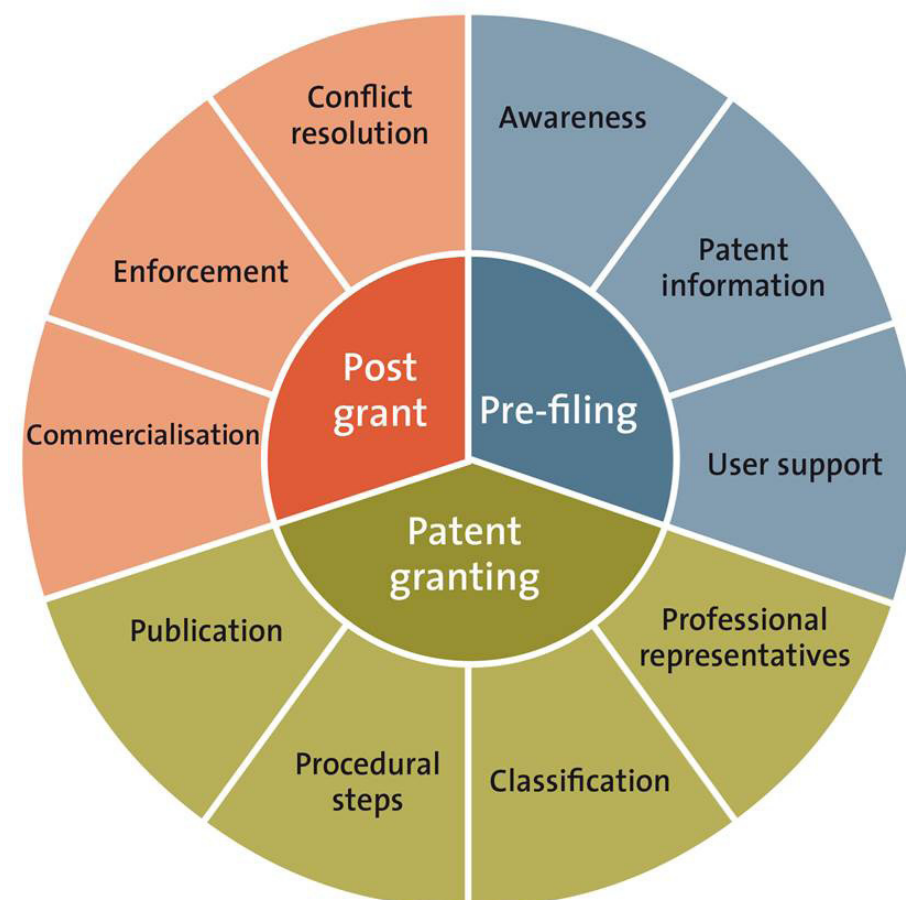 Conflict
resolution
Awareness
Enforcement
Patent
information
Post
grant
Pre-filing
Commercialisation
User support
Patent
granting
Publication
Professional
representatives
Procedural
steps
Classification